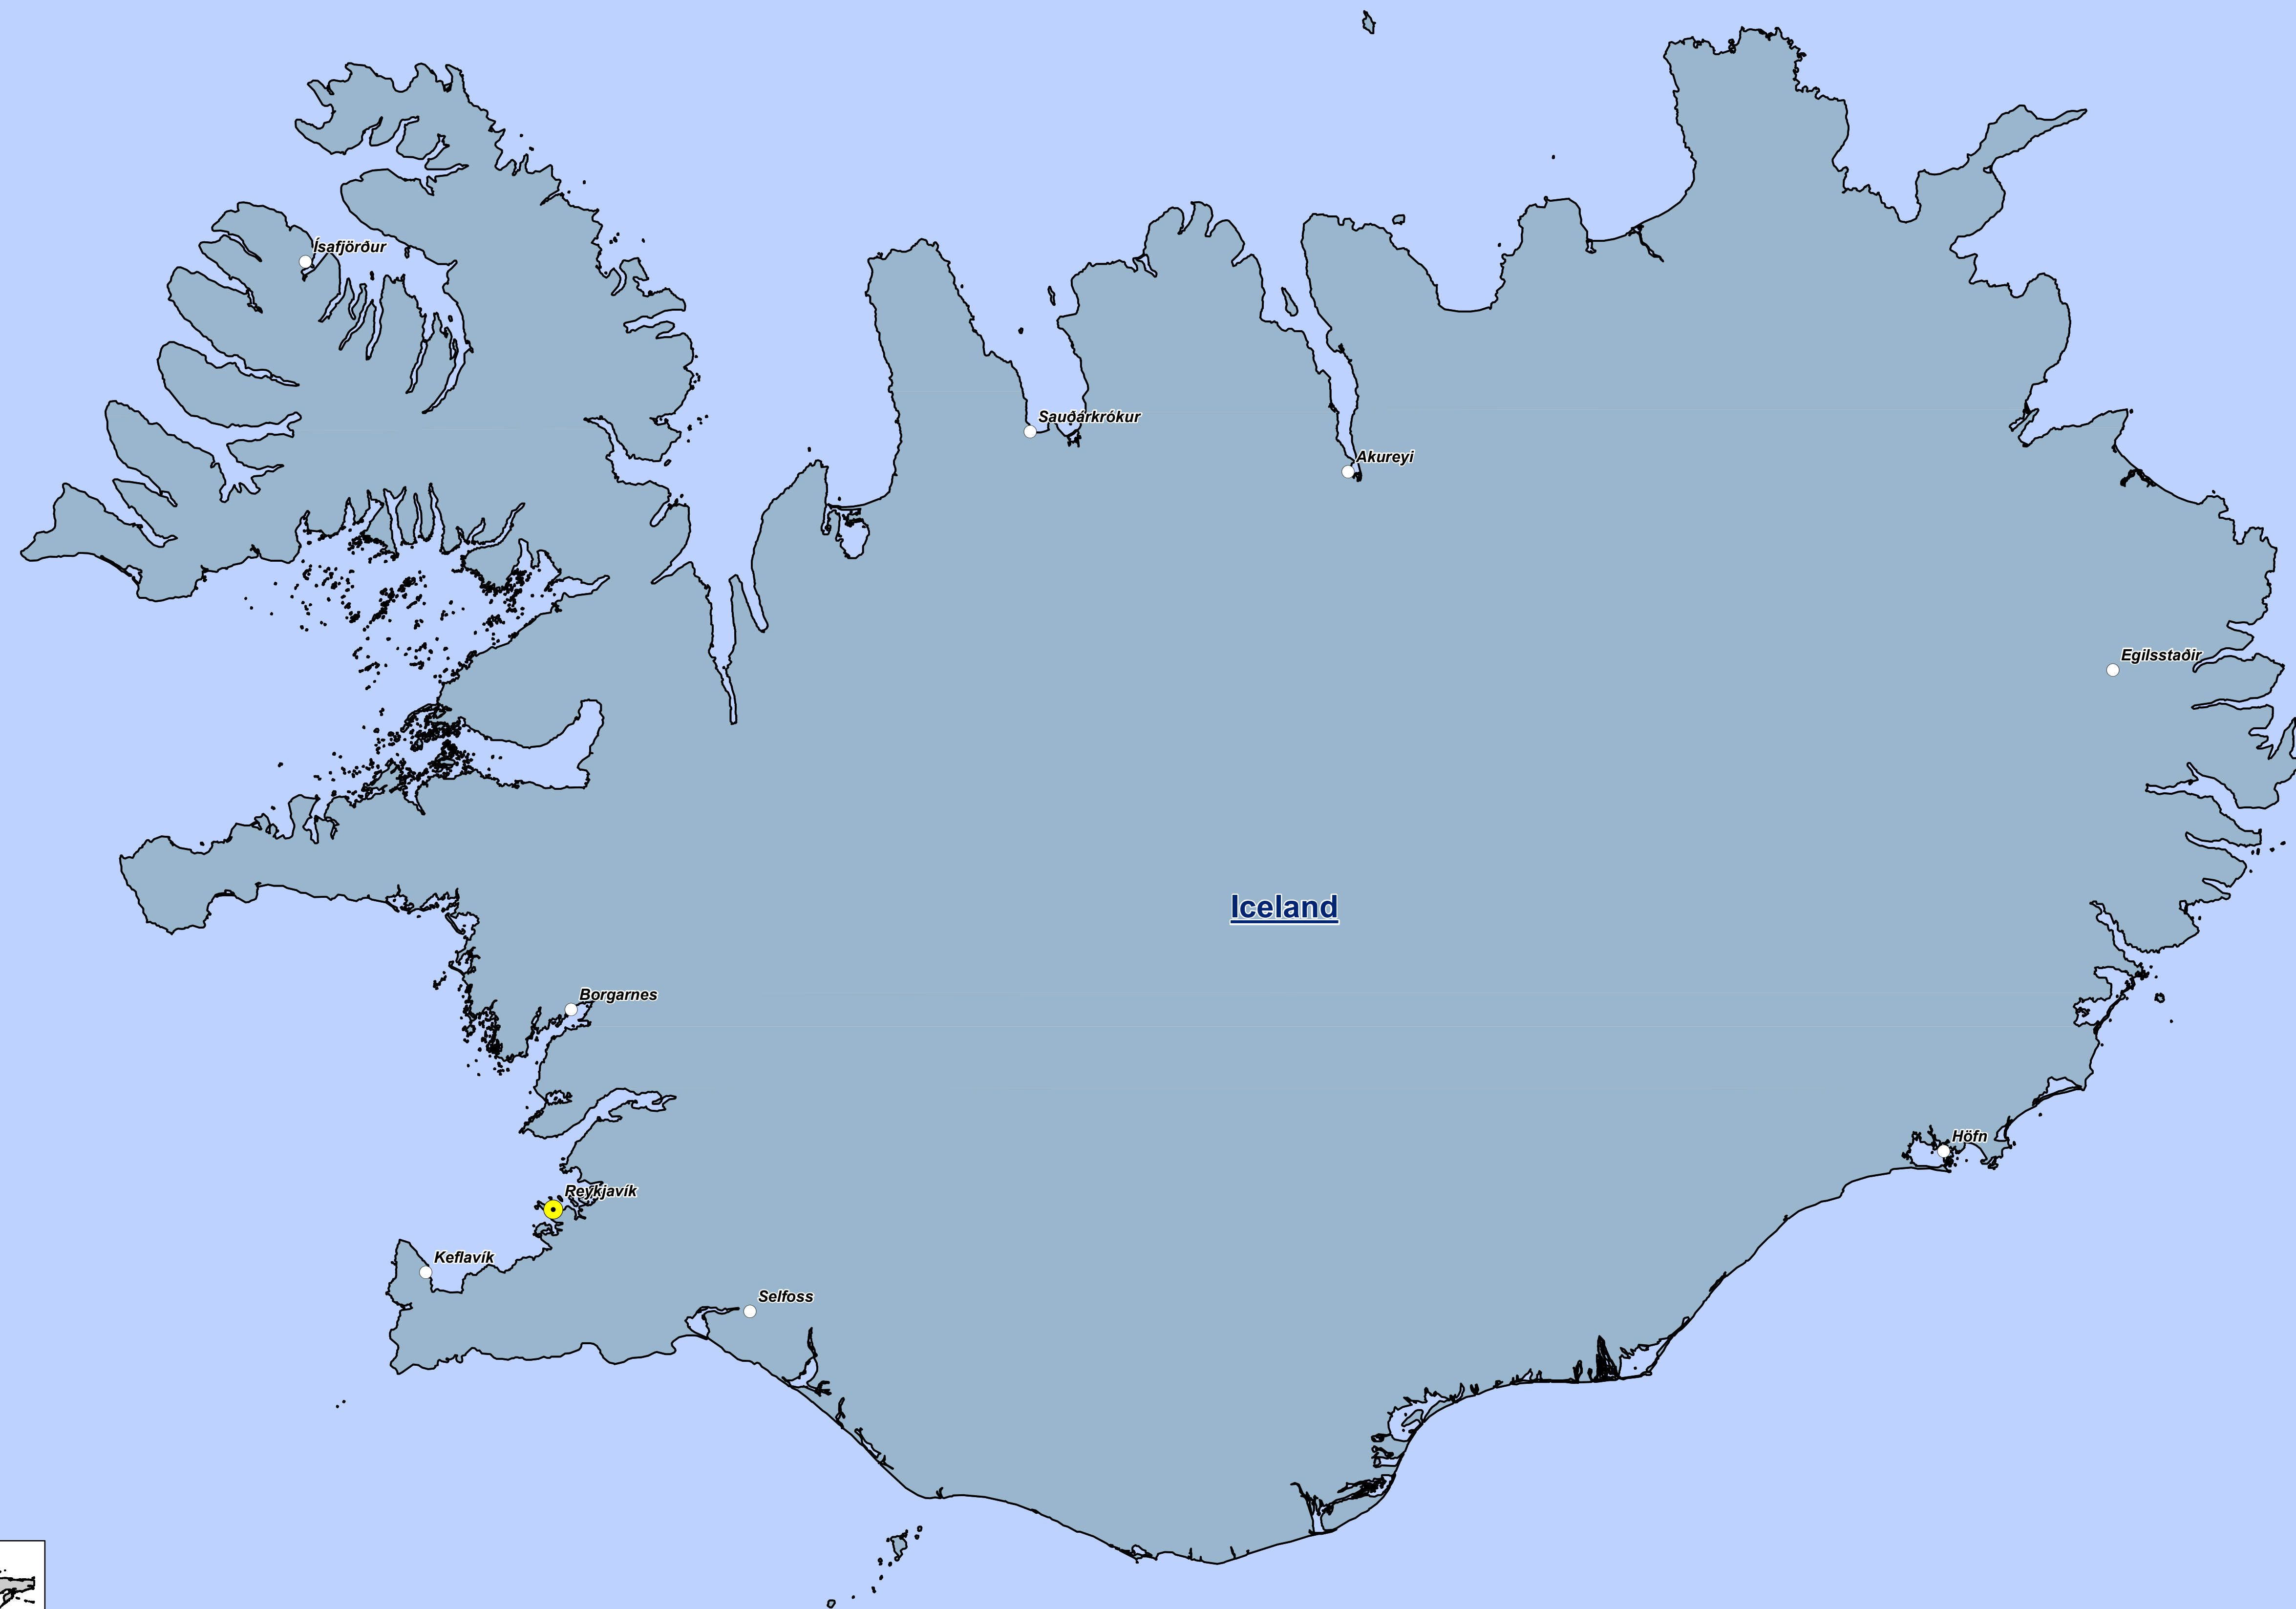 Ísafjörður
Sauðárkrókur
Akureyi
Egilsstaðir
Iceland
Borgarnes
Höfn
Reykjavík
Keflavík
Selfoss